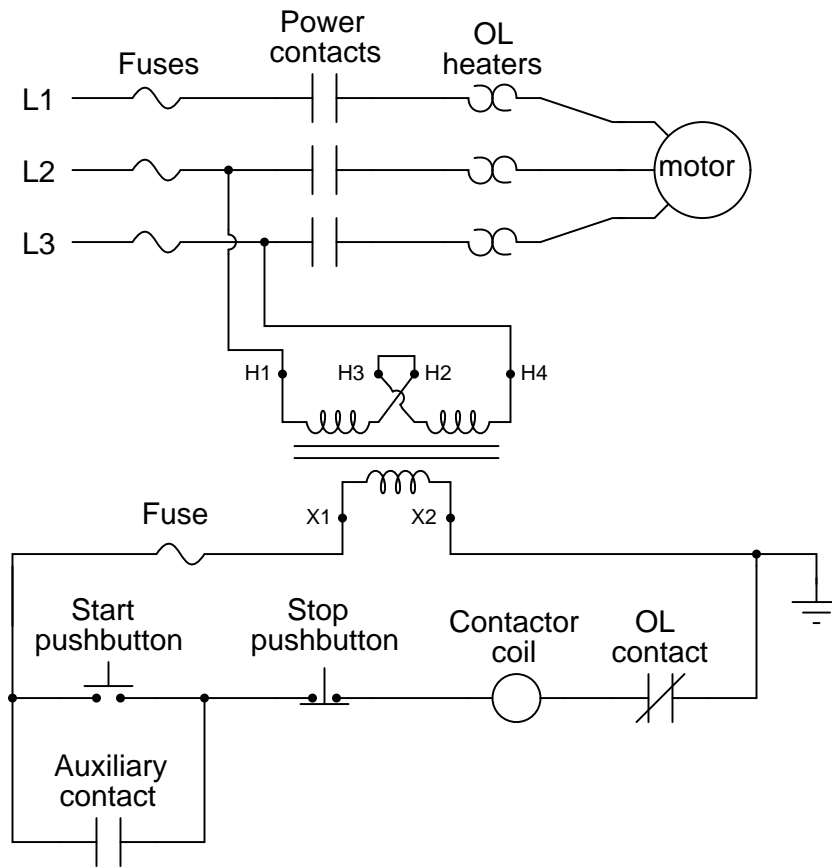 Power
contacts
OL
heaters
Fuses
L1
L2
L3
motor
H1
H3
H2
H4
X1
X2
Fuse
Start
pushbutton
Stop
pushbutton
Contactor
coil
OL
contact
Auxiliary
contact